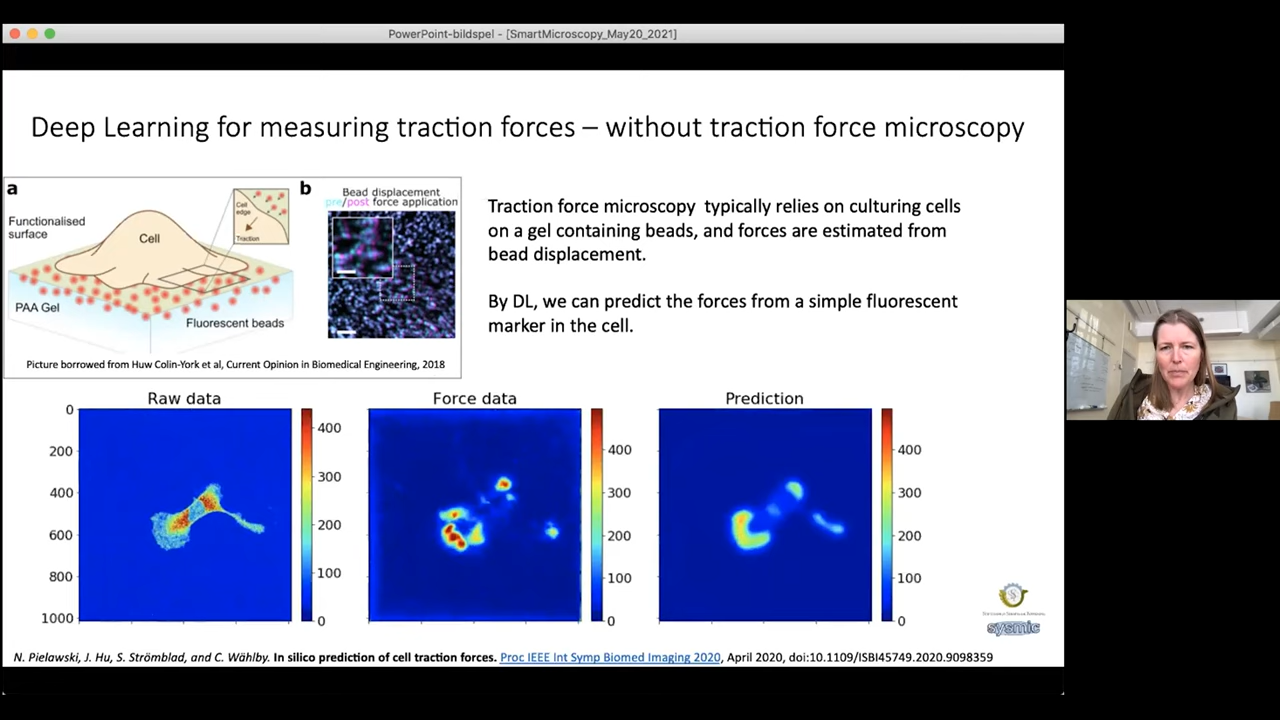 PowerPoint-bildspel - [SmartMicroscopy_May20_2021]
Deep Learning for measuring traction forces – without traction force microscopy
a
Functionalised
surface
Cell
Cell
edge
Traction
PAA Gel
Fluorescent beads
b
Bead displacement
pre/post force application
Picture borrowed from Huw Colin-York et al, Current Opinion in Biomedical Engineering, 2018
Traction force microscopy typically relies on culturing cells
on a gel containing beads, and forces are estimated from
bead displacement.
By DL, we can predict the forces from a simple fluorescent
marker in the cell.
Raw data
0
200
400
600
800
1000
400
300
200
100
0
Force data
400
300
200
100
0
Prediction
400
300
200
100
0
sysmic
N. Pielawski, J. Hu, S. Strömblad, and C. Wählby. In silico prediction of cell traction forces. Proc IEEE Int Symp Biomed Imaging 2020, April 2020, doi:10.1109/ISBI45749.2020.9098359